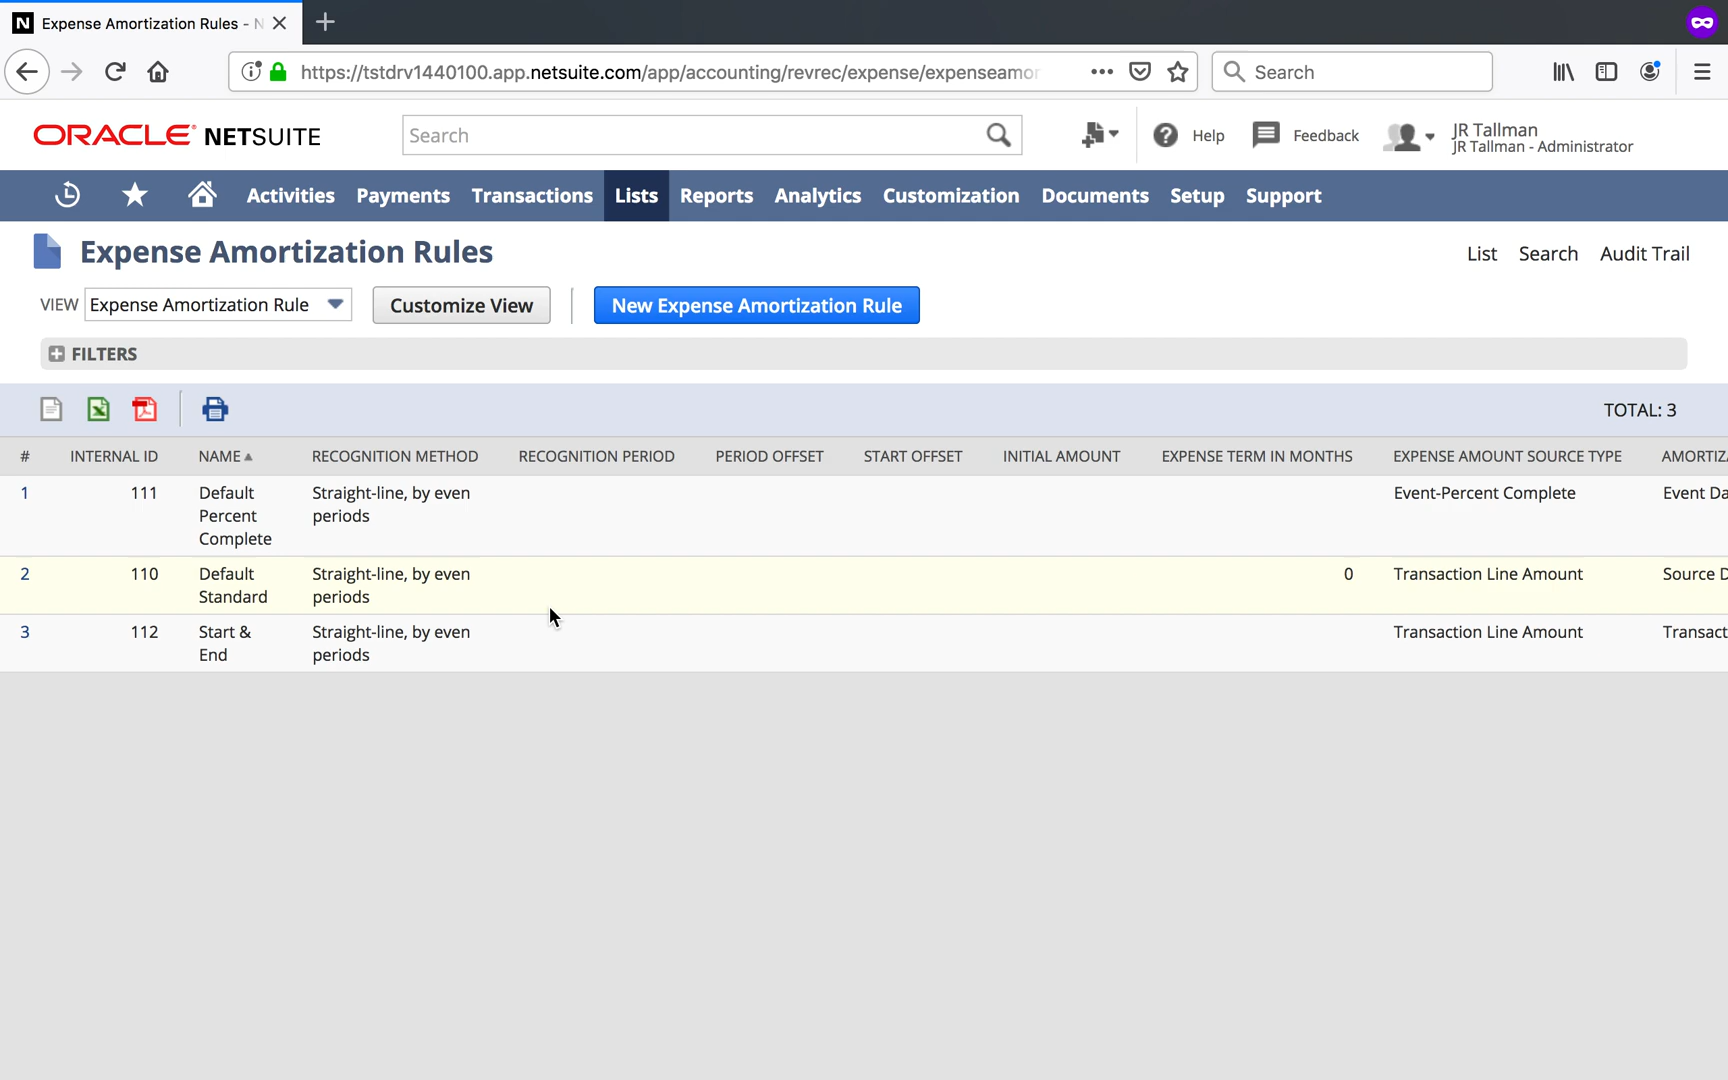 Expense Amortization Rules - N
https://tstdrv1440100.app.netsuite.com/app/accounting/revrec/expense/expenseamor
Search
ORACLE NETSUITE
Search
Help
Feedback
JR Tallman
JR Tallman - Administrator
Activities Payments Transactions Lists Reports Analytics Customization Documents Setup Support
Expense Amortization Rules
List Search Audit Trail
VIEW Expense Amortization Rule
Customize View
New Expense Amortization Rule
FILTERS
TOTAL: 3
# INTERNAL ID NAME RECOGNITION METHOD RECOGNITION PERIOD PERIOD OFFSET START OFFSET INITIAL AMOUNT EXPENSE TERM IN MONTHS EXPENSE AMOUNT SOURCE TYPE AMORTIZA
1 111 Default Straight-line, by even Event-Percent Complete Event Da
Percent periods
Complete
2 110 Default Straight-line, by even 0 Transaction Line Amount Source D
Standard periods
3 112 Start & Straight-line, by even Transaction Line Amount Transact
End periods